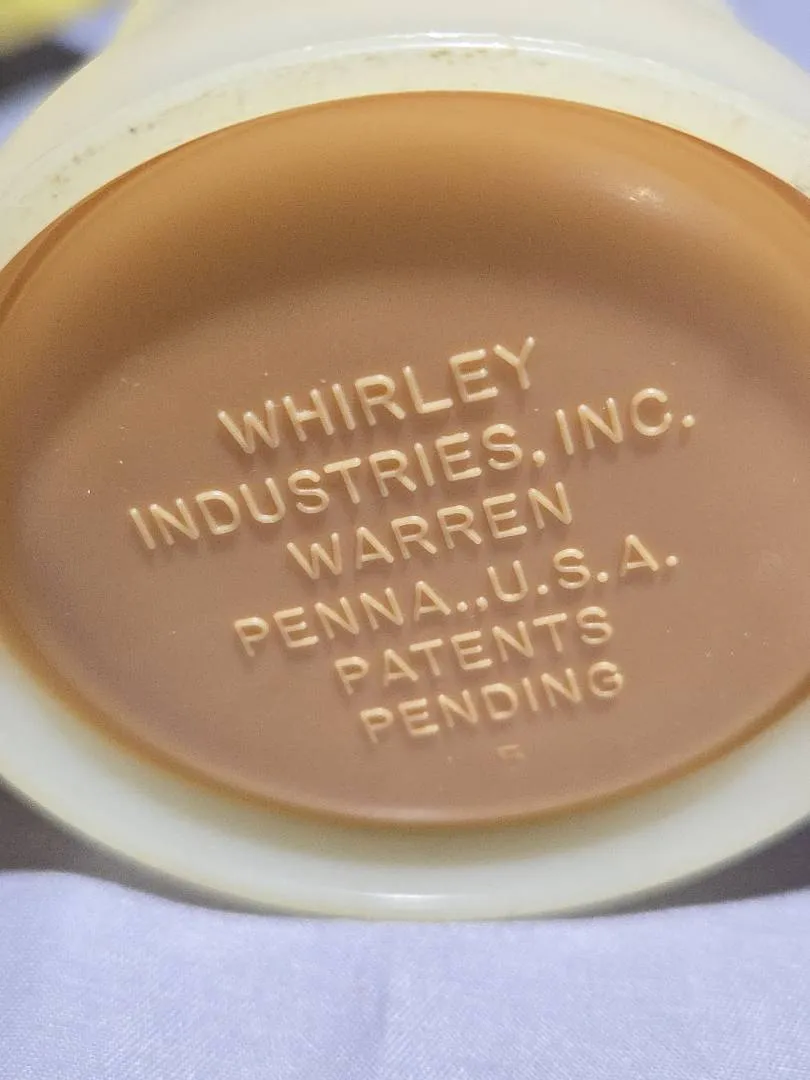 WHIRLEY
INDUSTRIES, INC.
WARREN
PENNA., U.S.A.
PATENTS
PENDING